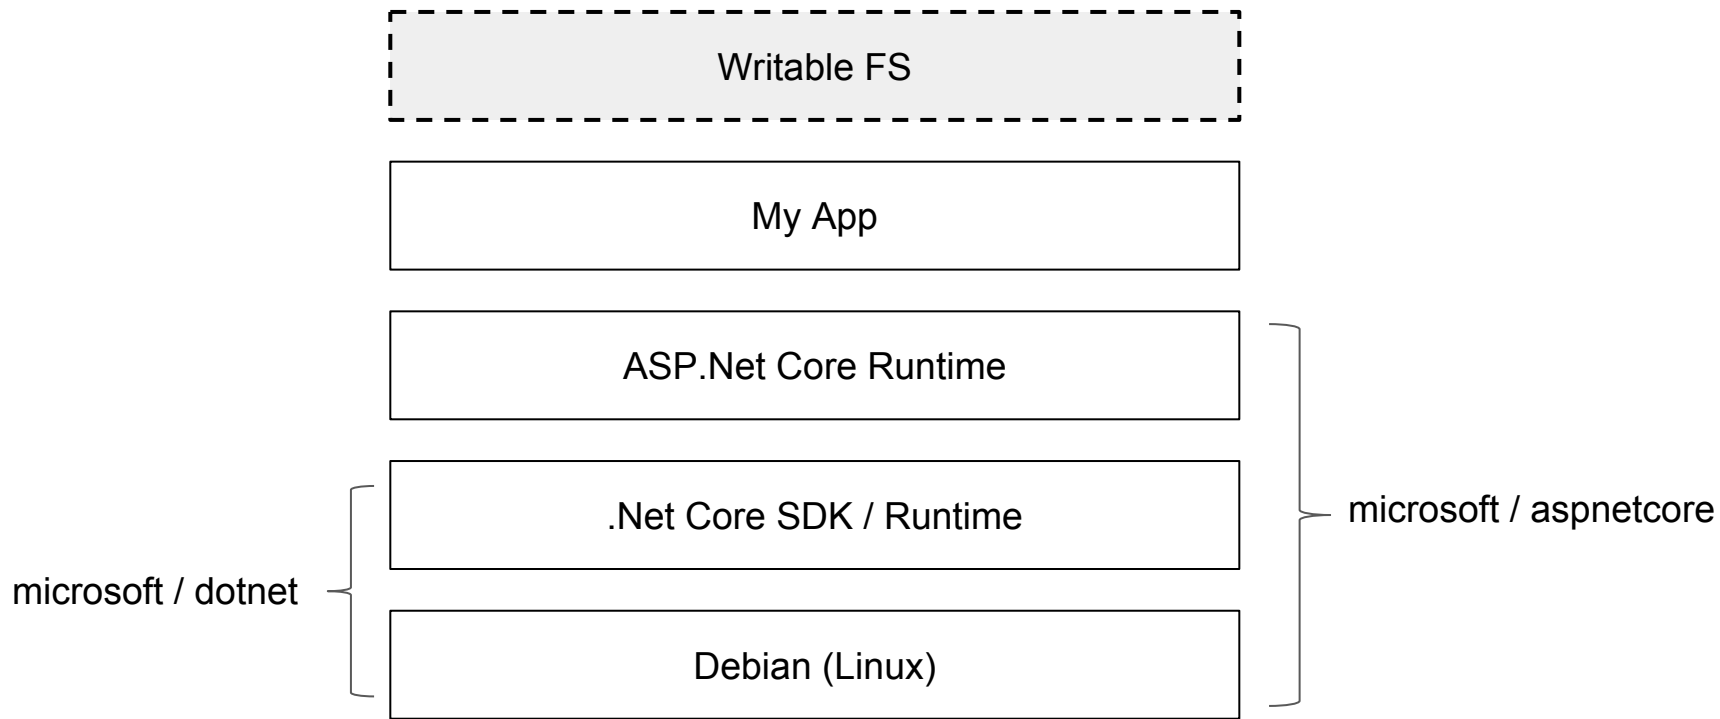 Writable FS
My App
ASP.Net Core Runtime
.Net Core SDK / Runtime
microsoft / aspnetcore
microsoft / dotnet
Debian (Linux)